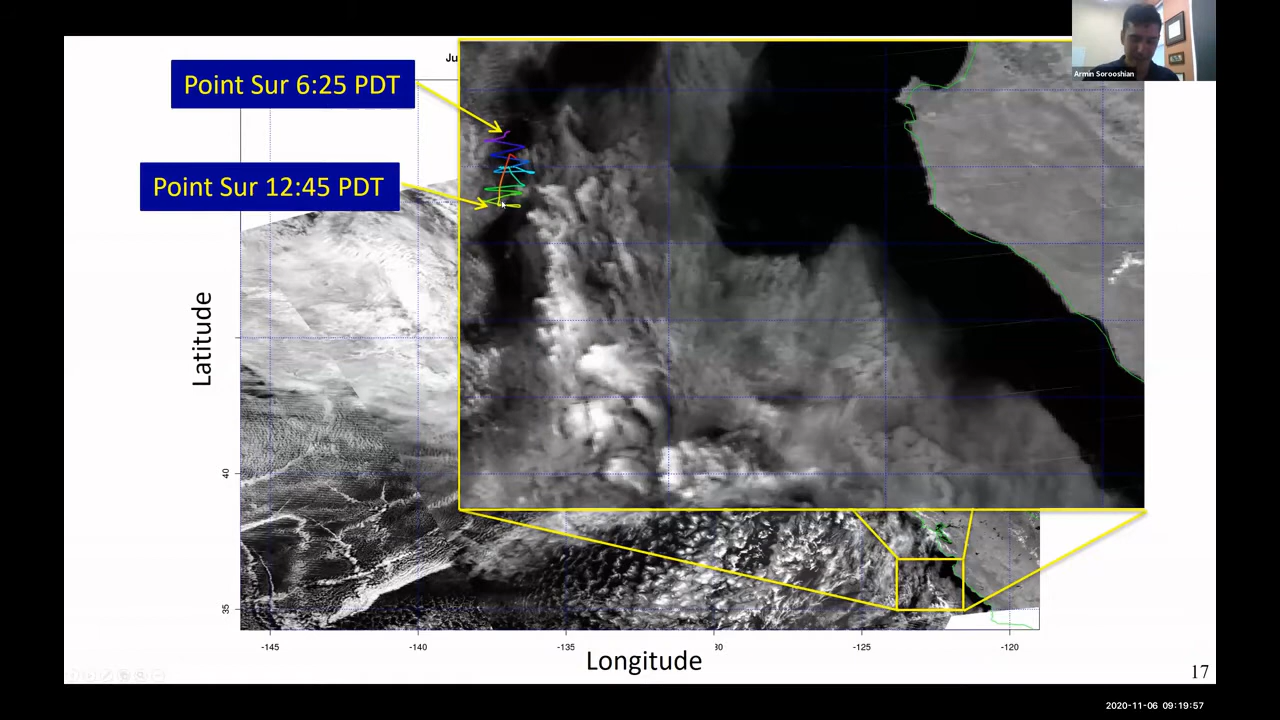 Ju
Armin Sorooshian
Point Sur 6:25 PDT
Point Sur 12:45 PDT
Latitude
40
35
-145
-140
-135
-125
-120
Longitude
17
2020-11-06 09:19:57